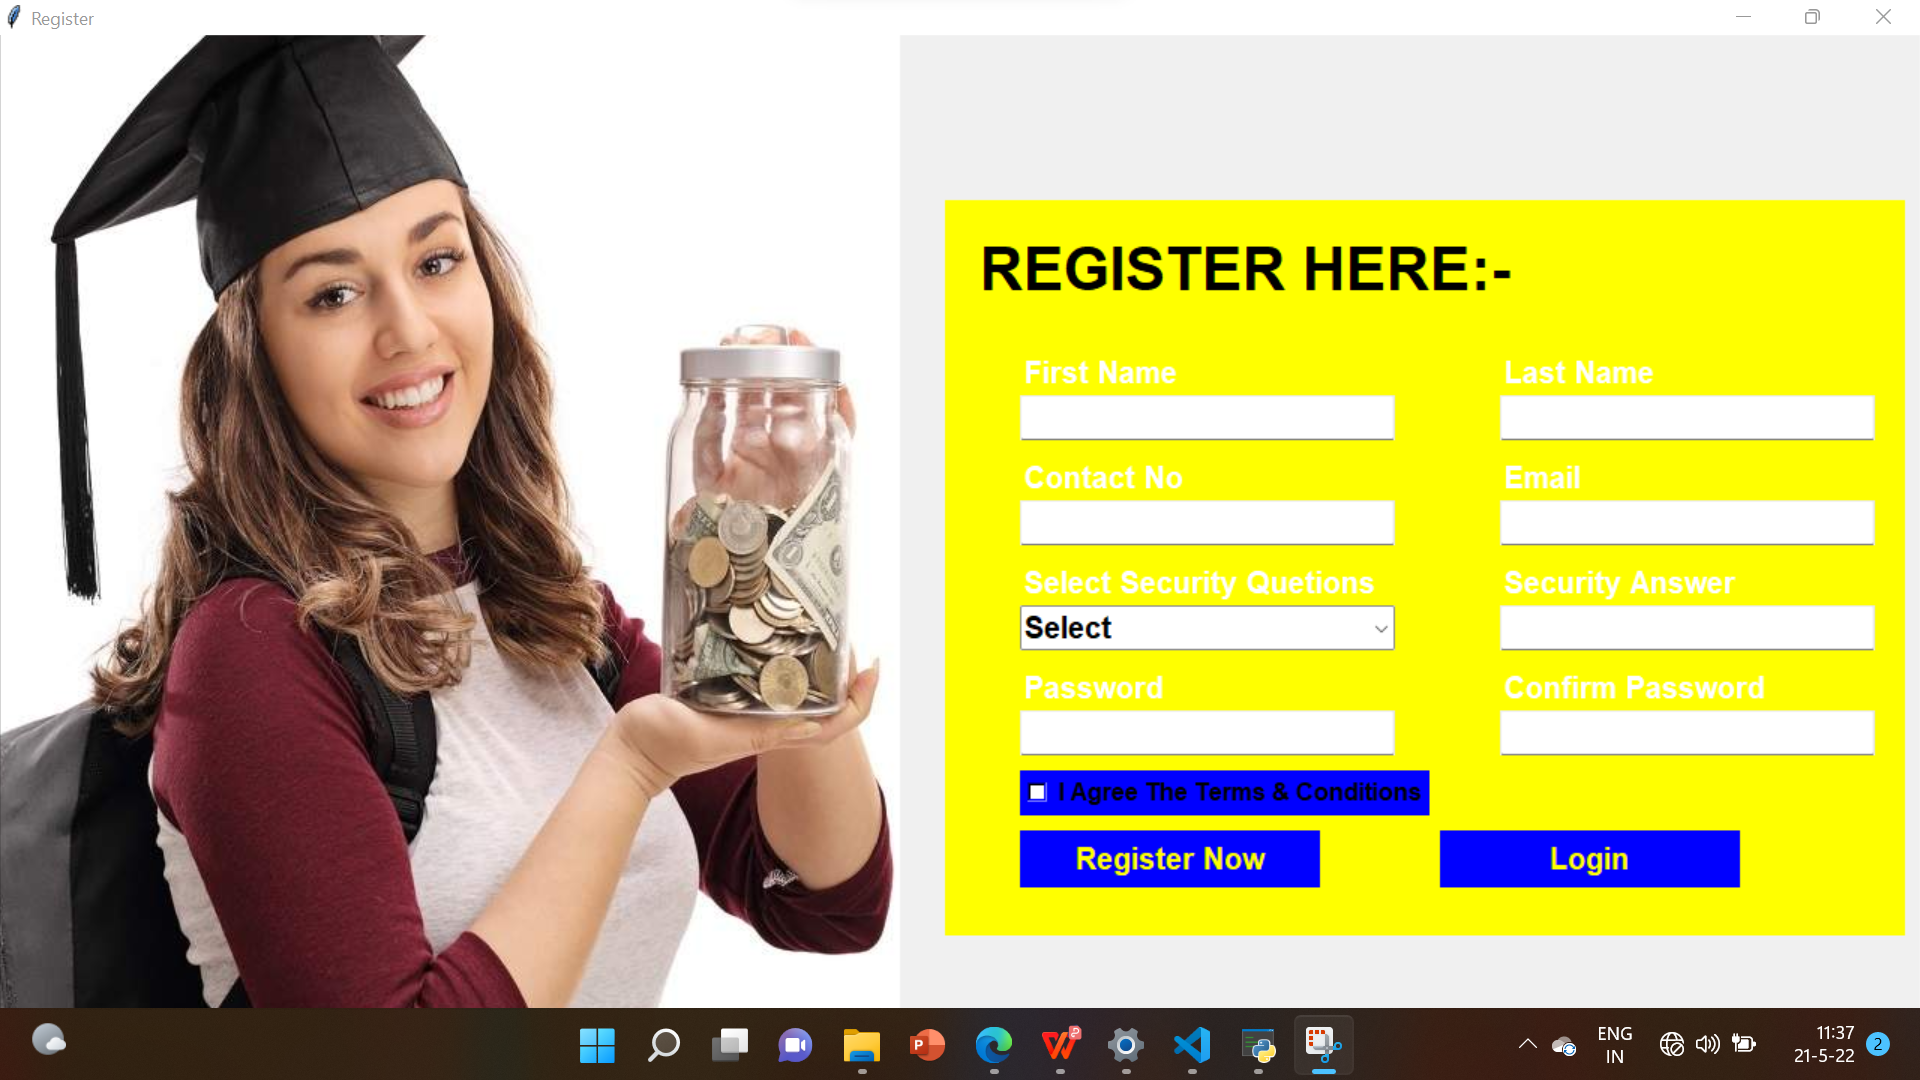 Register
REGISTER HERE:-
First Name
Last Name
Contact No
Email
Select Security Quetions
Security Answer
Select
Password
Confirm Password
I Agree The Terms & Conditions
Register Now
Login
ENG
IN
11:37
21-5-22
2